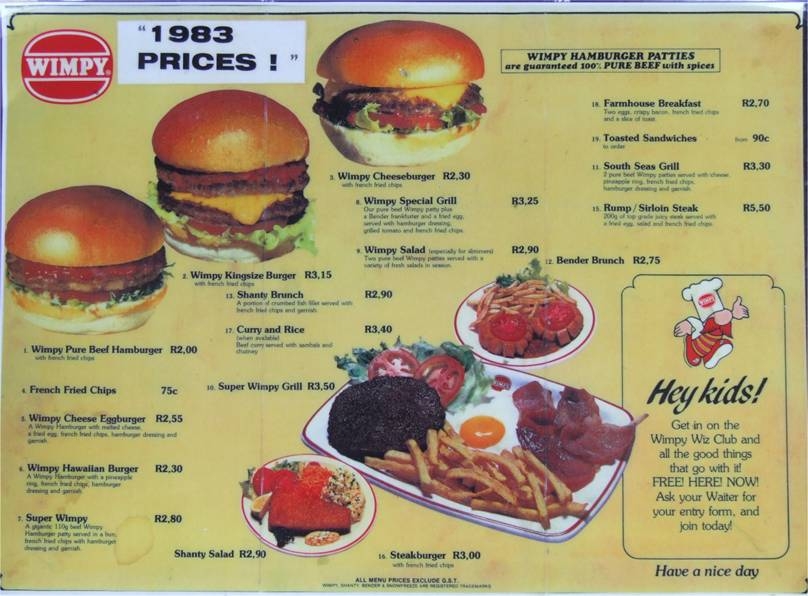 WIMPY
"1983
PRICES ! "
WIMPY HAMBURGER PATTIES
are guaranteed 100% PURE BEEF with spices
3. Wimpy Cheeseburger R2,30
with french fried chips
8. Wimpy Special Grill R3,25
Our pure beef Wimpy patty plus
a Bender frankfurter and a fried egg,
served with hamburger dressing,
grilled tomato and french fried chips.
9. Wimpy Salad (especially for slimmers) R2,90
Two pure beef Wimpy patties served with a
variety of fresh salads in season.
18. Farmhouse Breakfast R2,70
Two eggs, crispy bacon, french fried chips
and a slice of toast.
19. Toasted Sandwiches from 90c
to order
11. South Seas Grill R3,30
2 pure beef Wimpy patties served with cheese,
pineapple ring, french fried chips,
hamburger dressing and garnish.
15. Rump/Sirloin Steak R5,50
200g of top grade juicy steak served with
a fried egg, salad and french fried chips.
12. Bender Brunch R2,75
2. Wimpy Kingsize Burger R3,15
with french fried chips
13. Shanty Brunch R2,90
A portion of crumbed fish fillet served with
french fried chips and garnish.
17. Curry and Rice R3,40
(when available)
Beef curry served with sambals and
chutney
1. Wimpy Pure Beef Hamburger R2,00
with french fried chips
4. French Fried Chips 75c
10. Super Wimpy Grill R3,50
5. Wimpy Cheese Eggburger R2,55
A Wimpy Hamburger with melted cheese,
a fried egg, french fried chips, hamburger dressing and
garnish.
6. Wimpy Hawaiian Burger R2,30
A Wimpy Hamburger with a pineapple
ring, french fried chips, hamburger
dressing and garnish.
7. Super Wimpy R2,80
A gigantic 110g beef Wimpy
Hamburger patty served in a bun,
french fried chips with hamburger
dressing and garnish.
Shanty Salad R2,90
16. Steakburger R3,00
with french fried chips
WIMPY
Hey kids!
Get in on the
Wimpy Wiz Club and
all the good things
that go with it!
FREE! HERE! NOW!
Ask your Waiter for
your entry form, and
join today!
Have a nice day
ALL MENU PRICES EXCLUDE G.S.T.
WIMPY, SHANTY, BENDER & SNOWFREEZE ARE REGISTERED TRADEMARKS